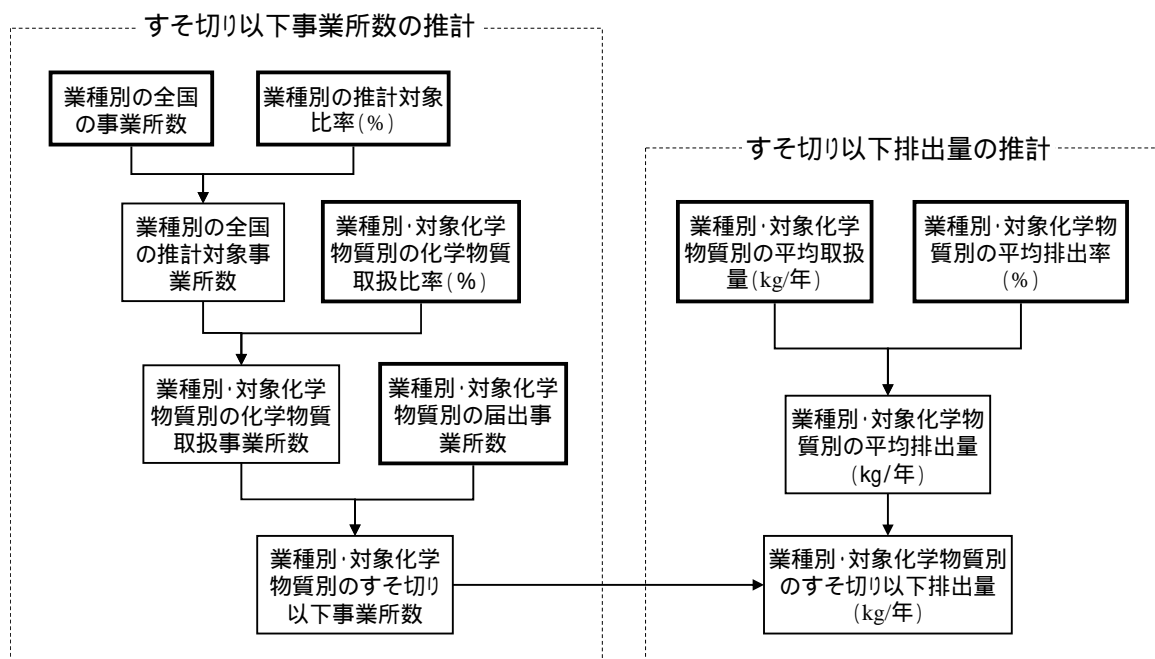 すそ切り以下事業所数の推計
業種別の全国
の事業所数
業種別の推計対象
比率(%)
業種別の全国
の推計対象事
業所数
業種別・対象化学
物質別の化学物質
取扱比率(%)
業種別・対象化学
物質別の化学物質
取扱事業所数
業種別・対象化学
物質別の届出事
業所数
業種別・対象化学
物質別のすそ切り
以下事業所数
すそ切り以下排出量の推計
業種別・対象化学
物質別の平均取扱
量(kg/年)
業種別・対象化学物
質別の平均排出率
(%)
業種別・対象化学物
質別の平均排出量
(kg/年)
業種別・対象化学物質別
のすそ切り以下排出量
(kg/年)